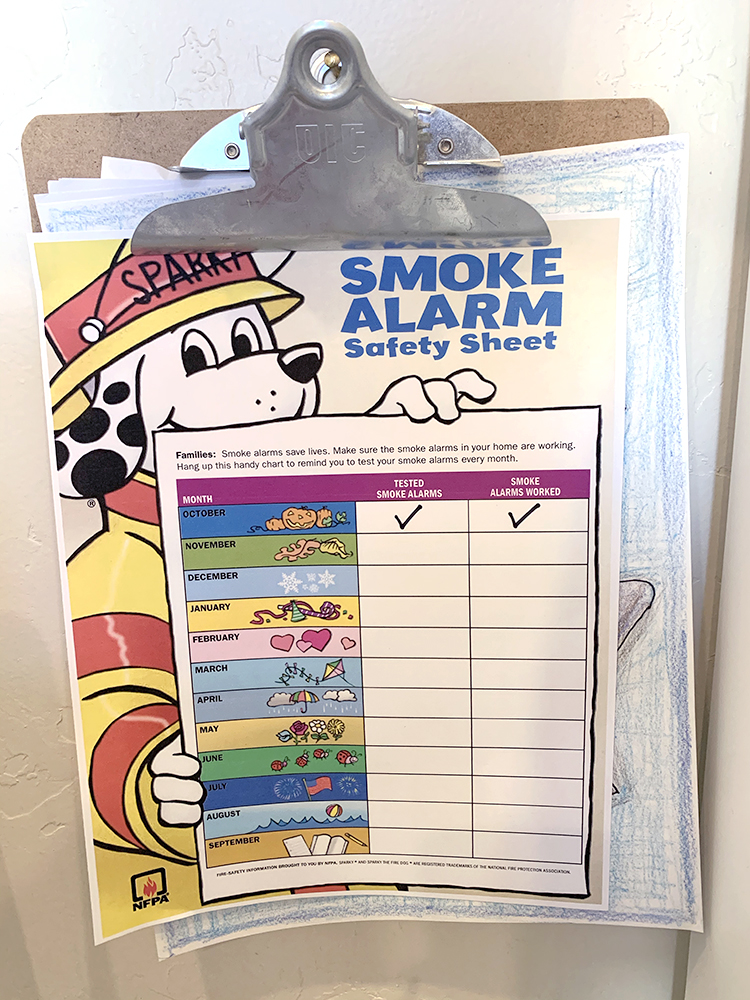 UIC
SPARKY
SMOKE
ALARM
Safety Sheet
Families: Smoke alarms save lives. Make sure the smoke alarms in your home are working.
Hang up this handy chart to remind you to test your smoke alarms every month.
MONTH
TESTED
SMOKE ALARMS
SMOKE
ALARMS WORKED
OCTOBER ✓ ✓
NOVEMBER
DECEMBER
JANUARY
FEBRUARY
MARCH
APRIL
MAY
JUNE
JULY
AUGUST
SEPTEMBER
FIRE-SAFETY INFORMATION BROUGHT TO YOU BY NFPA. SPARKY™ AND SPARKY THE FIRE DOG™ ARE REGISTERED TRADEMARKS OF THE NATIONAL FIRE PROTECTION ASSOCIATION.
®
NFPA